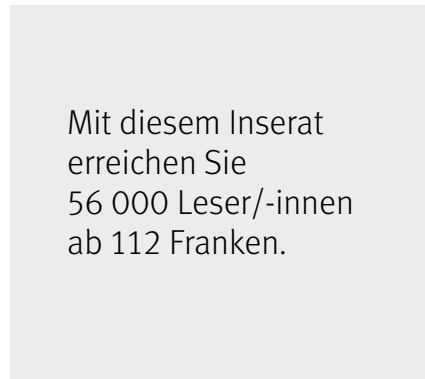 Mit diesem Inserat
erreichen Sie
56 000 Leser/-innen
ab 112 Franken.